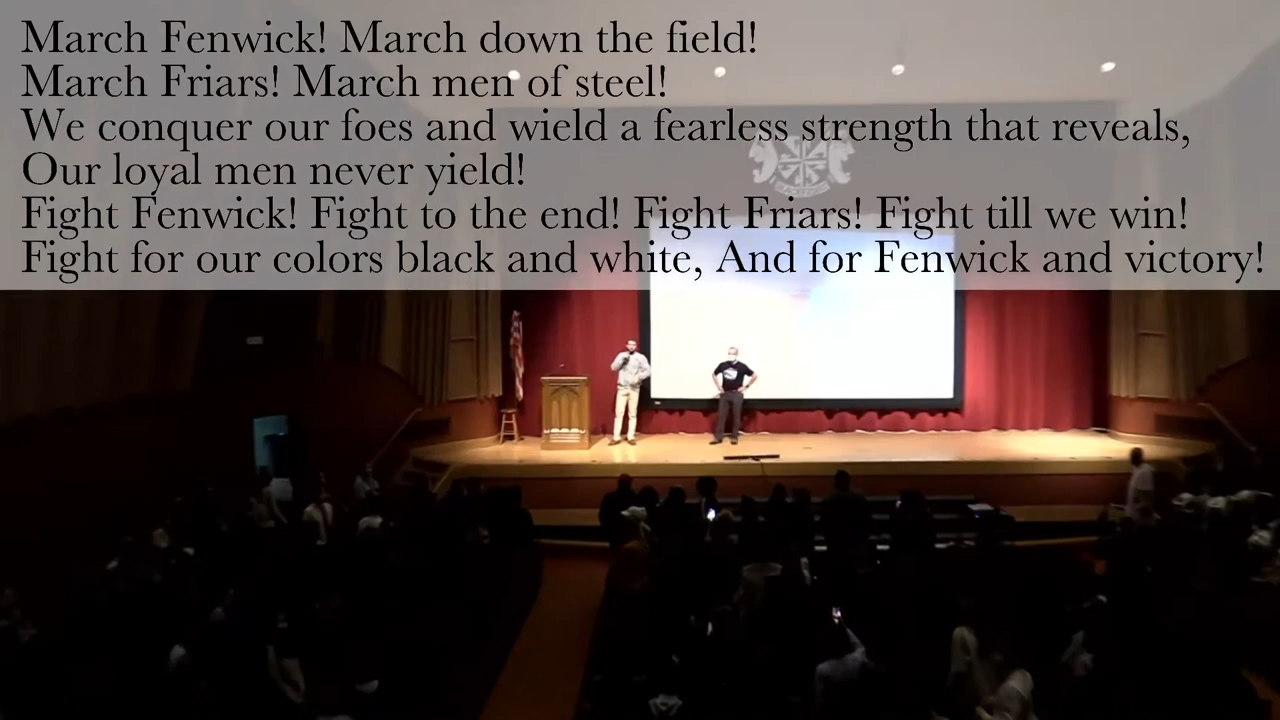 March Fenwick! March down the field!
March Friars! March men of steel!
We conquer our foes and wield a fearless strength that reveals,
Our loyal men never yield!
Fight Fenwick! Fight to the end! Fight Friars! Fight till we win!
Fight for our colors black and white, And for Fenwick and victory!